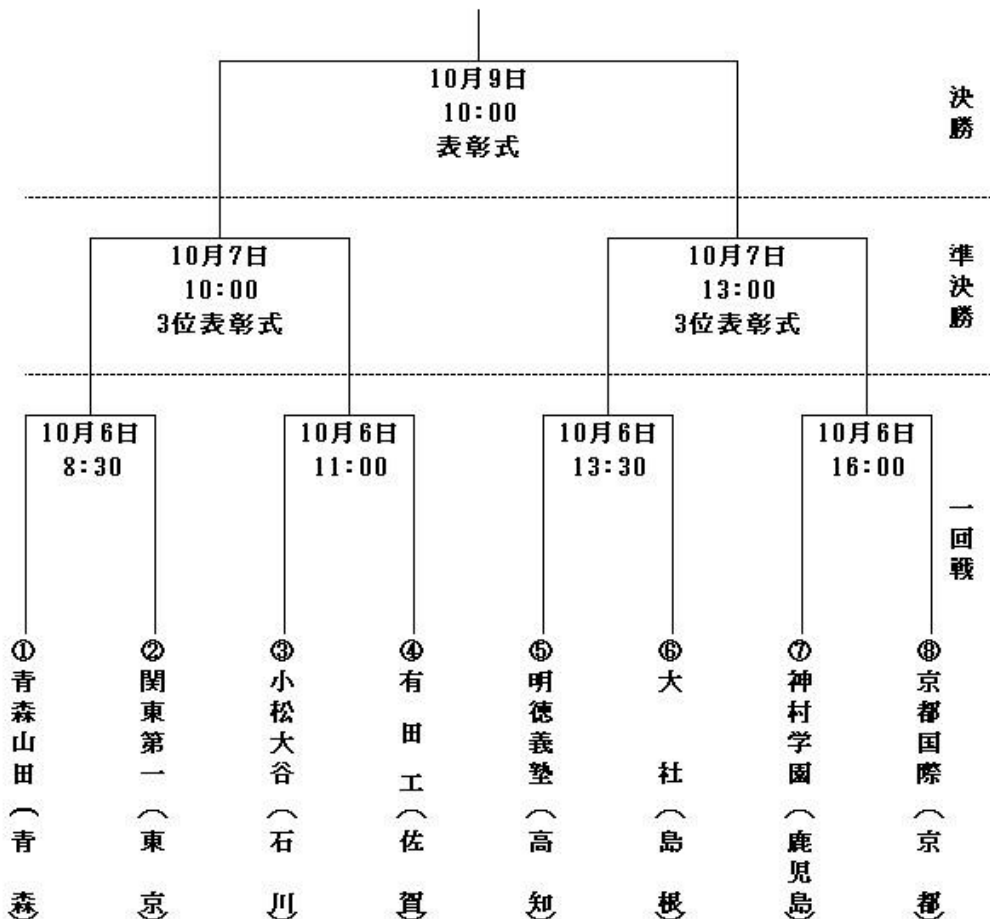 10月9日
10:00
表彰式
決勝
10月7日
10:00
3位表彰式
10月7日
13:00
3位表彰式
準決勝
10月6日
8:30
10月6日
11:00
10月6日
13:30
10月6日
16:00
一回戦
①青森山田(青森)
②関東第一(東京)
③小松大谷(石川)
④有田工(佐賀)
⑤明徳義塾(高知)
⑥大社(島根)
⑦神村学園(鹿児島)
⑧京都国際(京都)